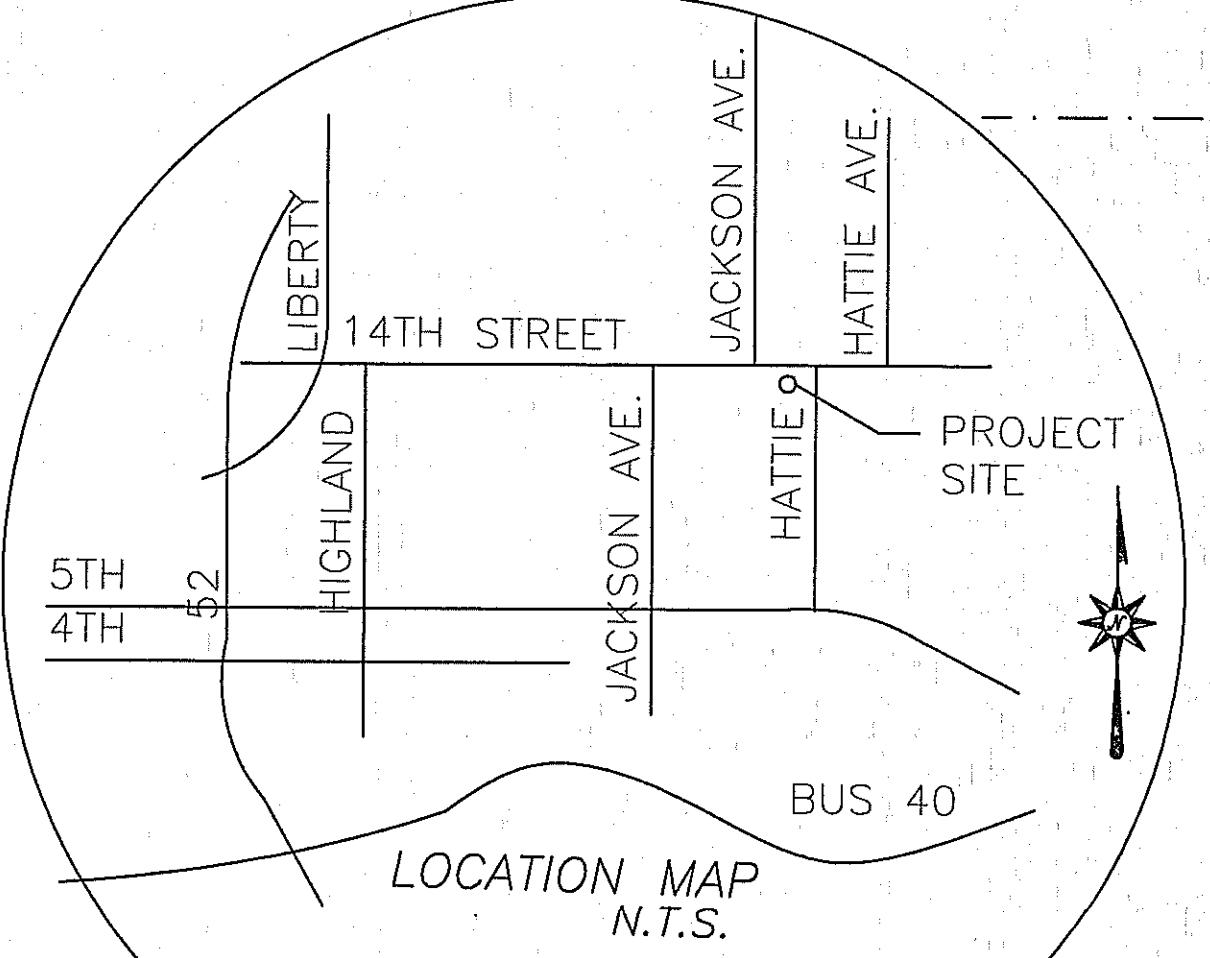 JACKSON AVE.
HATTIE AVE.
LIBERTY
14TH STREET
HIGHLAND
JACKSON AVE.
HATTIE
PROJECT
SITE
5TH
52
4TH
N
BUS 40
LOCATION MAP
N.T.S.